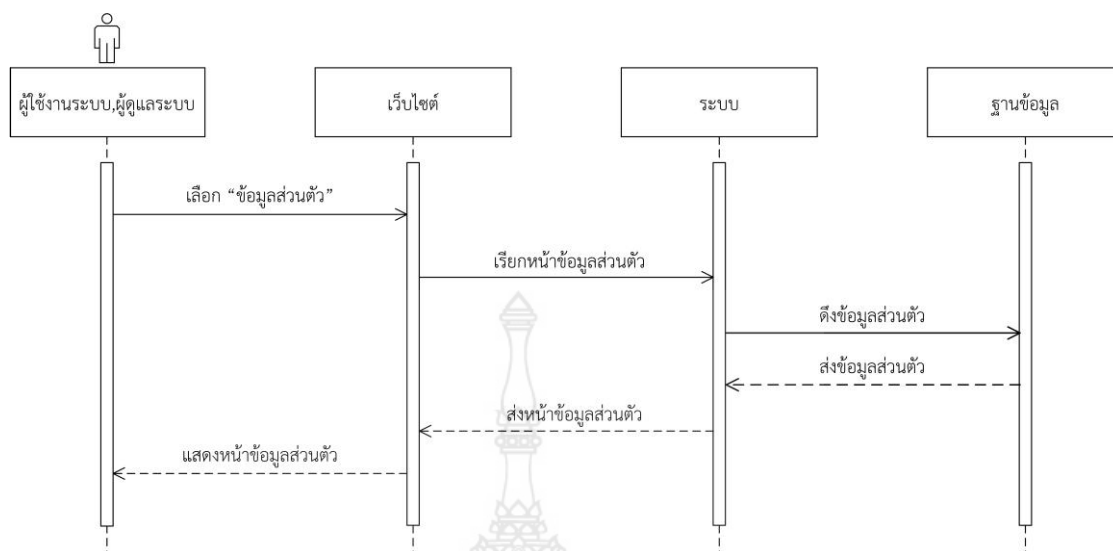 ผู้ใช้งานระบบ,ผู้ดูแลระบบ
เว็บไซต์
ระบบ
ฐานข้อมูล
เลือก “ข้อมูลส่วนตัว”
เรียกหน้าข้อมูลส่วนตัว
ดึงข้อมูลส่วนตัว
ส่งข้อมูลส่วนตัว
ส่งหน้าข้อมูลส่วนตัว
แสดงหน้าข้อมูลส่วนตัว